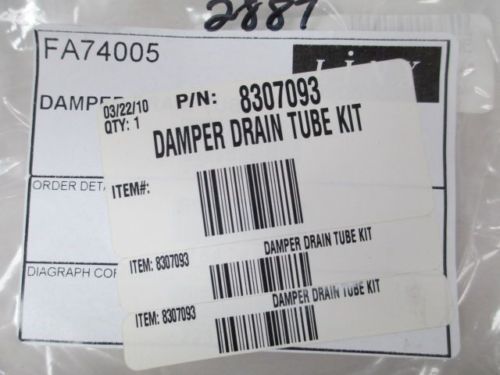 2887
FA74005
DAMPER
03/22/10 P/N: 8307093
QTY: 1
DAMPER DRAIN TUBE KIT
ORDER DETA
ITEM#:
ITEM: 8307093 DAMPER DRAIN TUBE KIT
DIAGRAPH COR
ITEM: 8307093 DAMPER DRAIN TUBE KIT